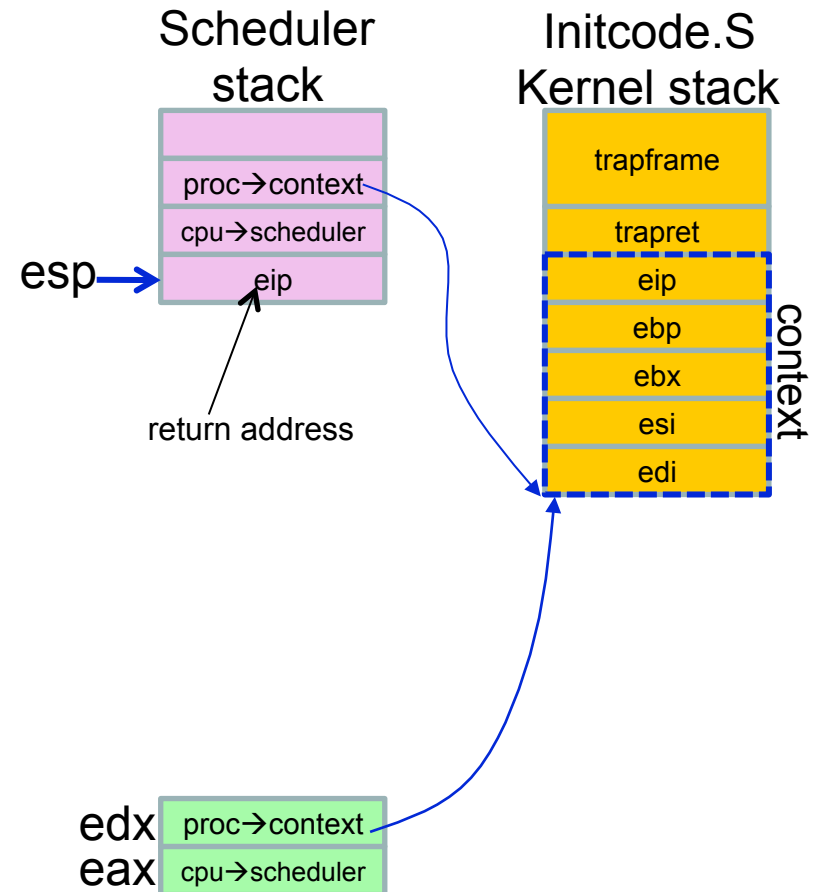 Scheduler
stack
Initcode.S
Kernel stack
proc→context
cpu→scheduler
eip
esp
return address
trapframe
trapret
eip
ebp
ebx
esi
edi
context
edx
proc→context
eax
cpu→scheduler